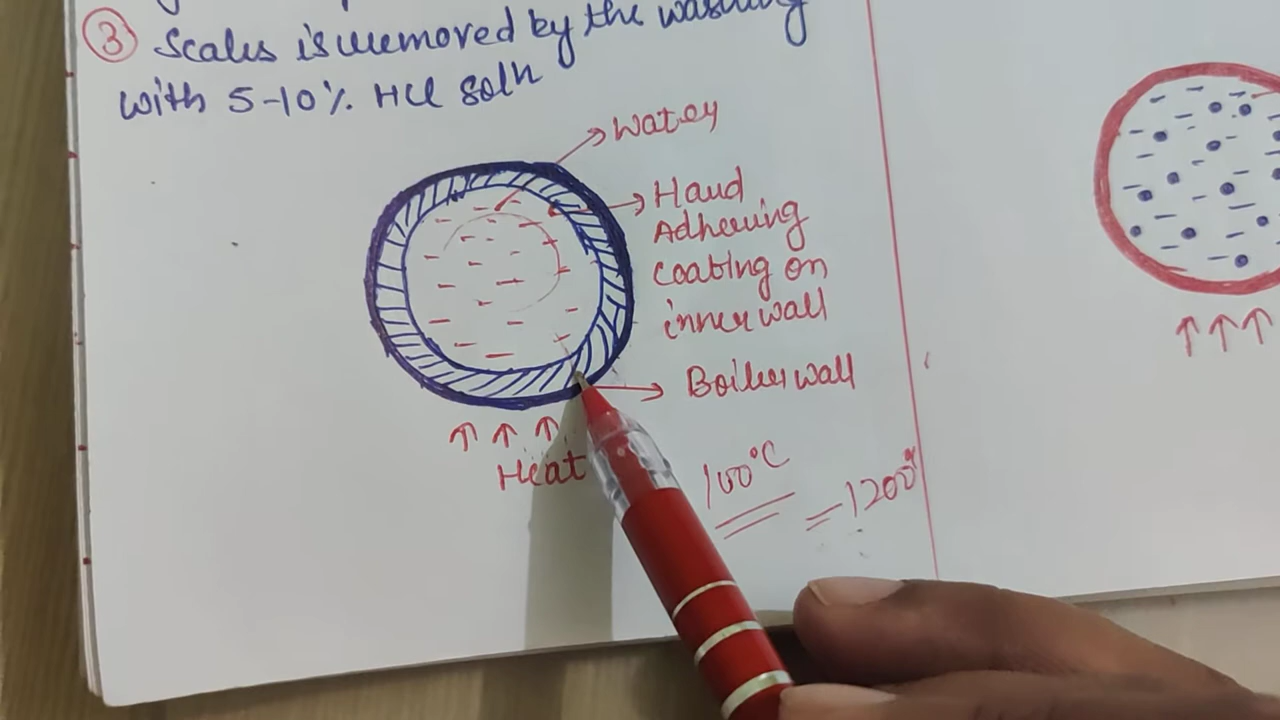 ③ Scales is removed by the washing
with 5-10% HCl soln
Water
Hard
Adhering
coating on
inner wall
Boiler wall
Heat
100°C
= 1200°